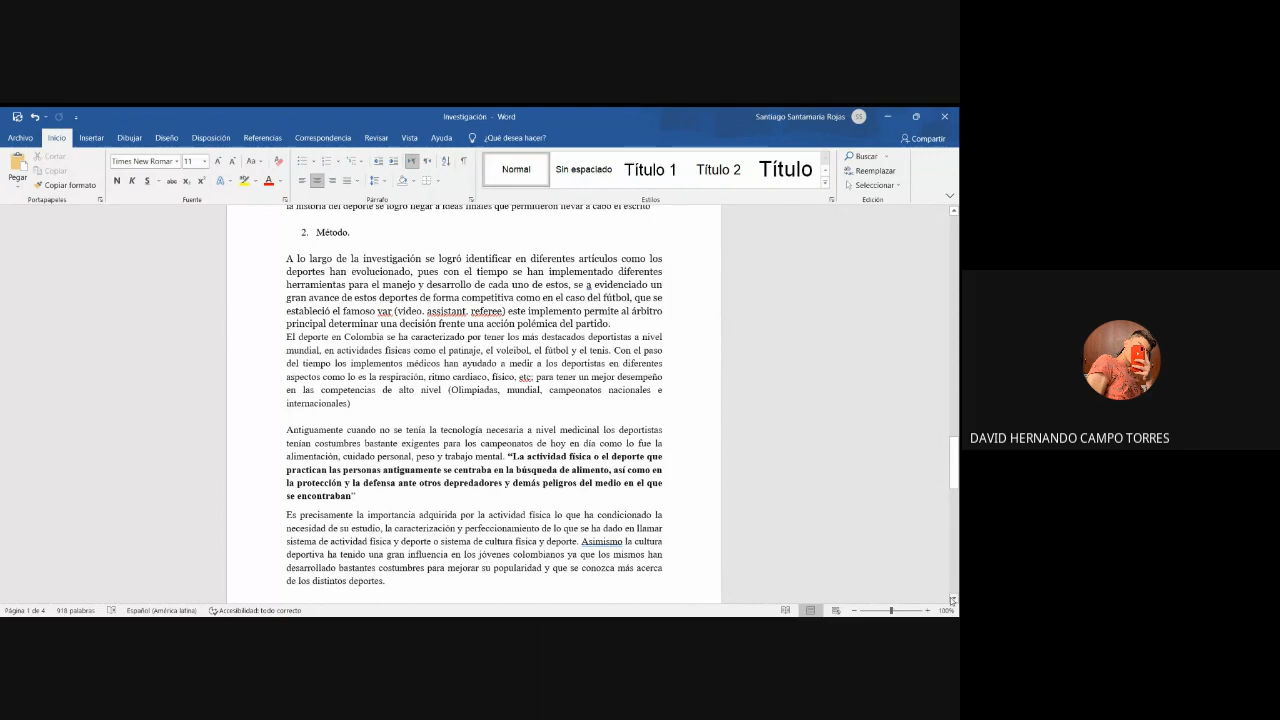 Investigación - Word
Santiago Santamaria Rojas SS
Archivo Inicio Insertar Dibujar Diseño Disposición Referencias Correspondencia Revisar Vista Ayuda ¿Qué desea hacer? Compartir
Pegar
Cortar
Copiar
Copiar formato
Times New Roman 11
Normal Sin espaciado Título 1 Título 2 Título
Buscar
Reemplazar
Seleccionar
Portapapeles Fuente Párrafo Estilos Edición
la historia del deporte se logró llegar a ideas finales que permitieron llevar a cabo el escrito
2. Método.
A lo largo de la investigación se logró identificar en diferentes artículos como los
deportes han evolucionado, pues con el tiempo se han implementado diferentes
herramientas para el manejo y desarrollo de cada uno de estos, se a evidenciado un
gran avance de estos deportes de forma competitiva como en el caso del fútbol, que se
estableció el famoso var (video. assistant. referee) este implemento permite al árbitro
principal determinar una decisión frente una acción polémica del partido.
El deporte en Colombia se ha caracterizado por tener los más destacados deportistas a nivel
mundial, en actividades físicas como el patinaje, el voleibol, el fútbol y el tenis. Con el paso
del tiempo los implementos médicos han ayudado a medir a los deportistas en diferentes
aspectos como lo es la respiración, ritmo cardiaco, físico, etc; para tener un mejor desempeño
en las competencias de alto nivel (Olimpiadas, mundial, campeonatos nacionales e
internacionales)
Antiguamente cuando no se tenía la tecnología necesaria a nivel medicinal los deportistas
tenían costumbres bastante exigentes para los campeonatos de hoy en día como lo fue la
alimentación, cuidado personal, peso y trabajo mental. “La actividad física o el deporte que
practican las personas antiguamente se centraba en la búsqueda de alimento, así como en
la protección y la defensa ante otros depredadores y demás peligros del medio en el que
se encontraban”
Es precisamente la importancia adquirida por la actividad física lo que ha condicionado la
necesidad de su estudio, la caracterización y perfeccionamiento de lo que se ha dado en llamar
sistema de actividad física y deporte o sistema de cultura física y deporte. Asimismo la cultura
deportiva ha tenido una gran influencia en los jóvenes colombianos ya que los mismos han
desarrollado bastantes costumbres para mejorar su popularidad y que se conozca más acerca
de los distintos deportes.
Página 1 de 4 918 palabras Español (América latina) Accesibilidad: todo correcto 100%
DAVID HERNANDO CAMPO TORRES